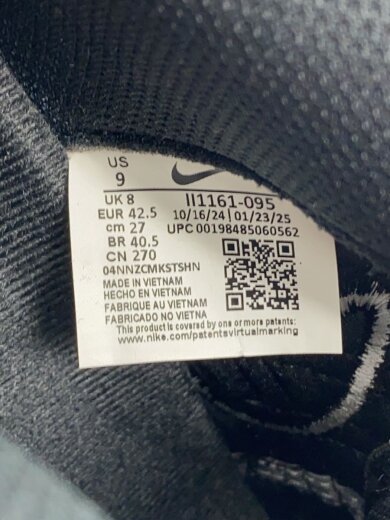 US
9
UK 8
EUR 42.5
cm 27
BR 40.5
CN 270
II1161-095
10/16/24 | 01/23/25
UPC 00198485060562
04NNZCMKSTSHN
MADE IN VIETNAM
HECHO EN VIETNAM
FABRIQUE AU VIETNAM
FABRICADO NO VIETNA
This product is covered by one or more patents:
www.nike.com/patentsvirtualmarking